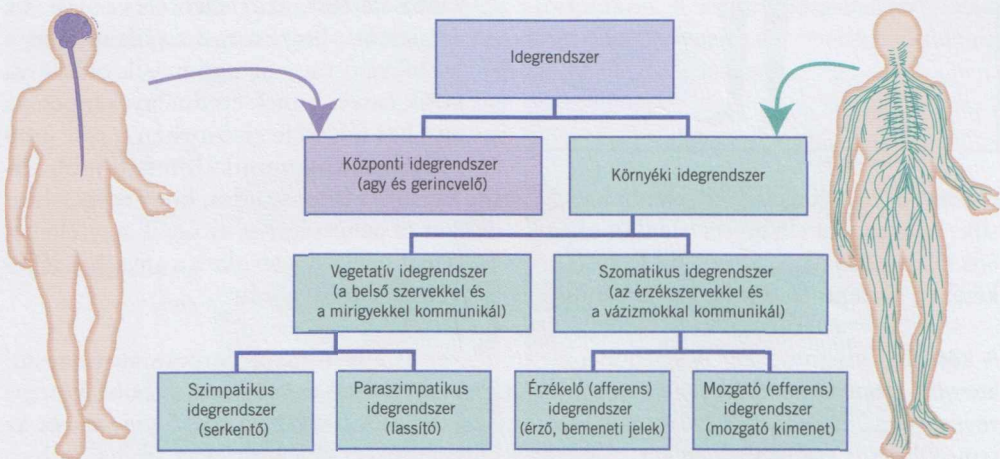 Idegrendszer
Központi idegrendszer
(agy és gerincvelő)
Környéki idegrendszer
Vegetatív idegrendszer
(a belső szervekkel és
a mirigyekkel kommunikál)
Szomatikus idegrendszer
(az érzékszervekkel és
a vázizmokkal kommunikál)
Szimpatikus
idegrendszer
(serkentő)
Paraszimpatikus
idegrendszer
(lassító)
Érzékelő (afferens)
idegrendszer
(érző, bemeneti jelek)
Mozgató (efferens)
idegrendszer
(mozgató kimenet)